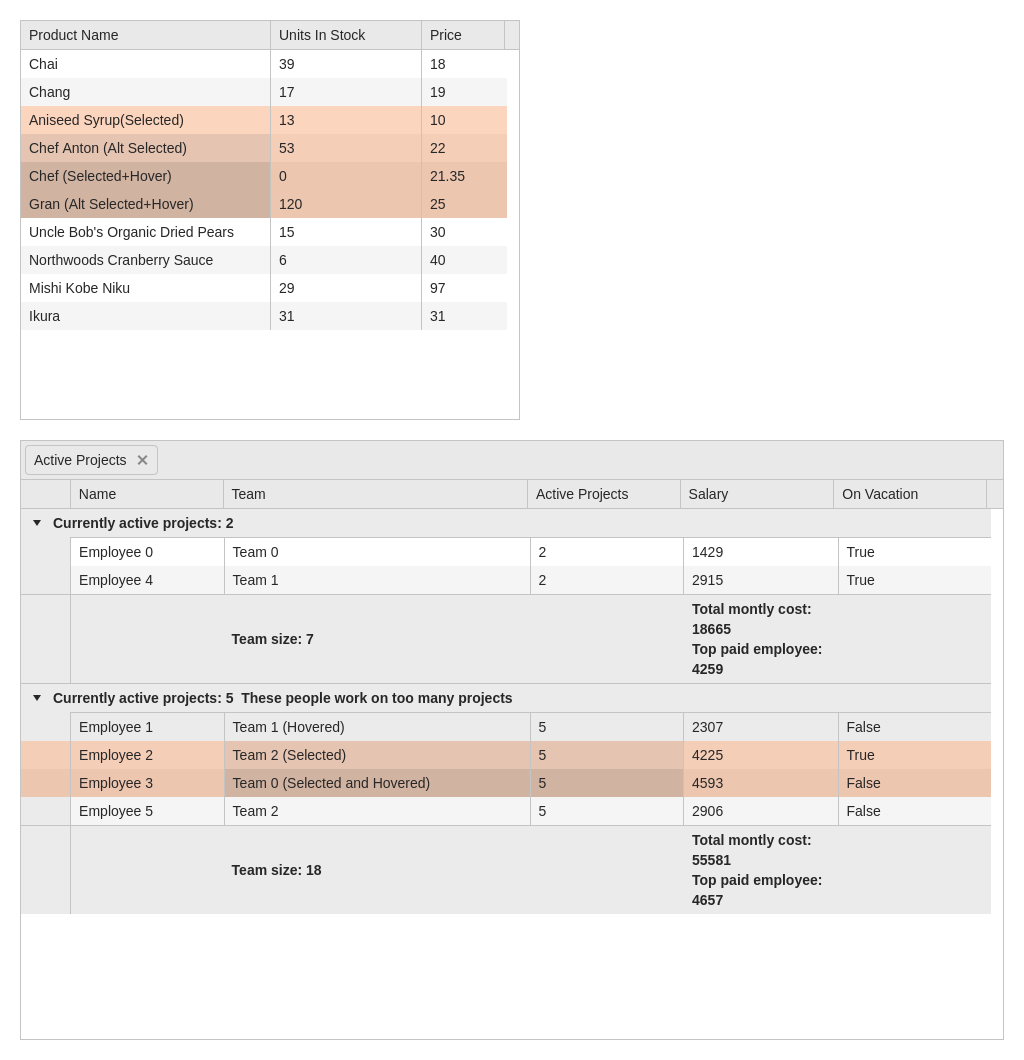 Product Name Units In Stock Price
Chai 39 18
Chang 17 19
Aniseed Syrup(Selected) 13 10
Chef Anton (Alt Selected) 53 22
Chef (Selected+Hover) 0 21.35
Gran (Alt Selected+Hover) 120 25
Uncle Bob's Organic Dried Pears 15 30
Northwoods Cranberry Sauce 6 40
Mishi Kobe Niku 29 97
Ikura 31 31
Active Projects
Name Team Active Projects Salary On Vacation
Currently active projects: 2
Employee 0 Team 0 2 1429 True
Employee 4 Team 1 2 2915 True
Total montly cost:
18665
Team size: 7
Top paid employee:
4259
Currently active projects: 5 These people work on too many projects
Employee 1 Team 1 (Hovered) 5 2307 False
Employee 2 Team 2 (Selected) 5 4225 True
Employee 3 Team 0 (Selected and Hovered) 5 4593 False
Employee 5 Team 2 5 2906 False
Total montly cost:
55581
Team size: 18
Top paid employee:
4657